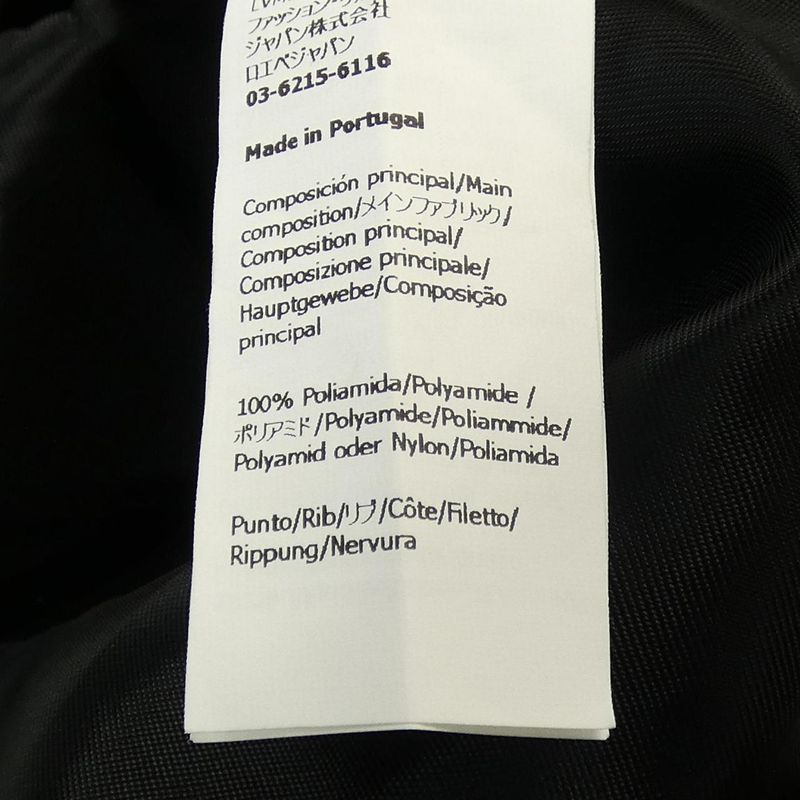 ファッション・グル
ジャパン株式会社
ロエベジャパン
03-6215-6116
Made in Portugal
Composición principal/Main
composition/メインファブリック/
Composition principal/
Composizione principale/
Hauptgewebe/Composição
principal
100% Poliamida/Polyamide /
ポリアミド/Polyamide/Poliammide/
Polyamid oder Nylon/Poliamida
Punto/Rib/リブ/Côte/Filetto/
Rippung/Nervura